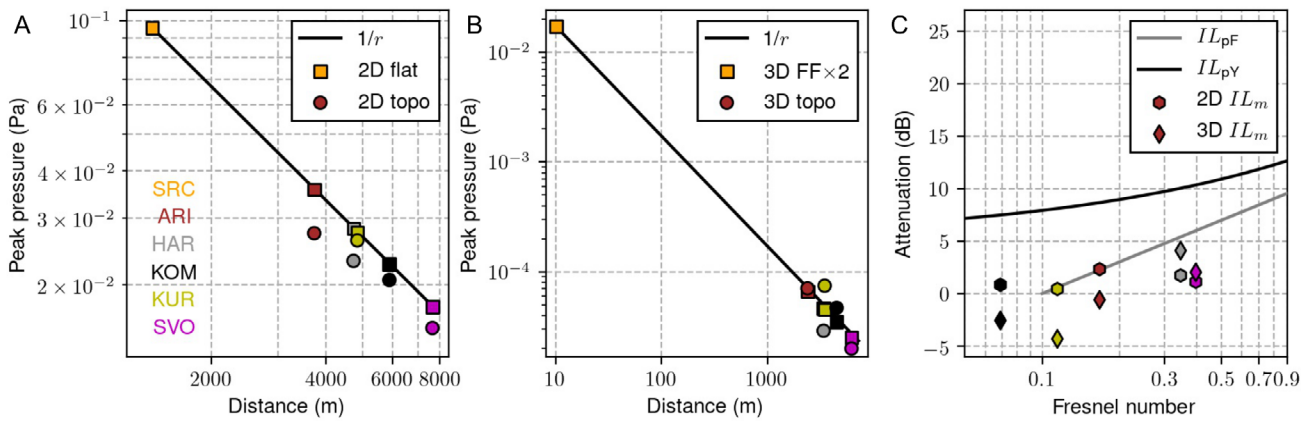 A
Peak pressure (Pa)
10⁻¹
6 × 10⁻²
4 × 10⁻²
3 × 10⁻²
2 × 10⁻²
1/r
2D flat
2D topo
SRC
ARI
HAR
KOM
KUR
SVO
2000 4000 6000 8000
Distance (m)
B
Peak pressure (Pa)
10⁻²
10⁻³
10⁻⁴
1/r
3D FF×2
3D topo
10 100 1000
Distance (m)
C
Attenuation (dB)
25
20
15
10
5
0
−5
IL_pF
IL_pY
2D IL_m
3D IL_m
0.1 0.3 0.5 0.7 0.9
Fresnel number